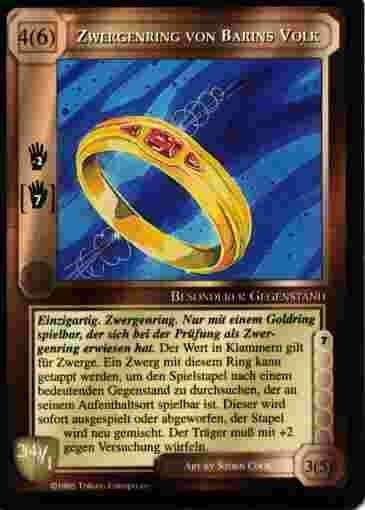 4(6) Zwergenring von Barins Volk
2
[7]
Besonderer Gegenstand
Einzigartig. Zwergenring. Nur mit einem Goldring
spielbar, der sich bei der Prüfung als Zwer-
genring erwiesen hat. Der Wert in Klammern gilt
für Zwerge. Ein Zwerg mit diesem Ring kann
getappt werden, um den Spielstapel nach einem
bedeutenden Gegenstand zu durchsuchen, der an
seinem Aufenthaltsort spielbar ist. Dieser wird
sofort ausgespielt oder abgeworfen, der Stapel
wird neu gemischt. Der Träger muß mit +2
gegen Versuchung würfeln.
7
Art by
3(5)